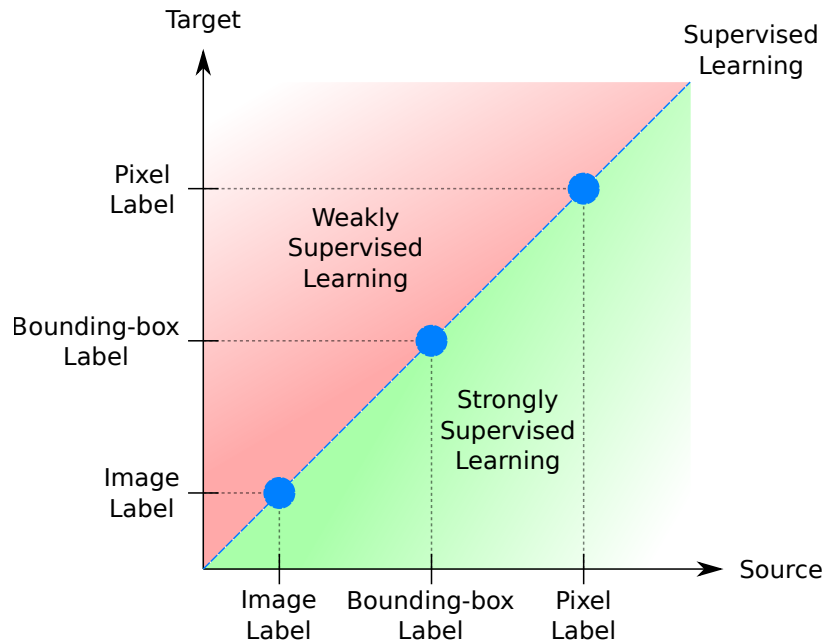 Target
Supervised
Learning
Pixel
Label
Weakly
Supervised
Learning
Bounding-box
Label
Strongly
Supervised
Learning
Image
Label
Source
Image
Label
Bounding-box
Label
Pixel
Label